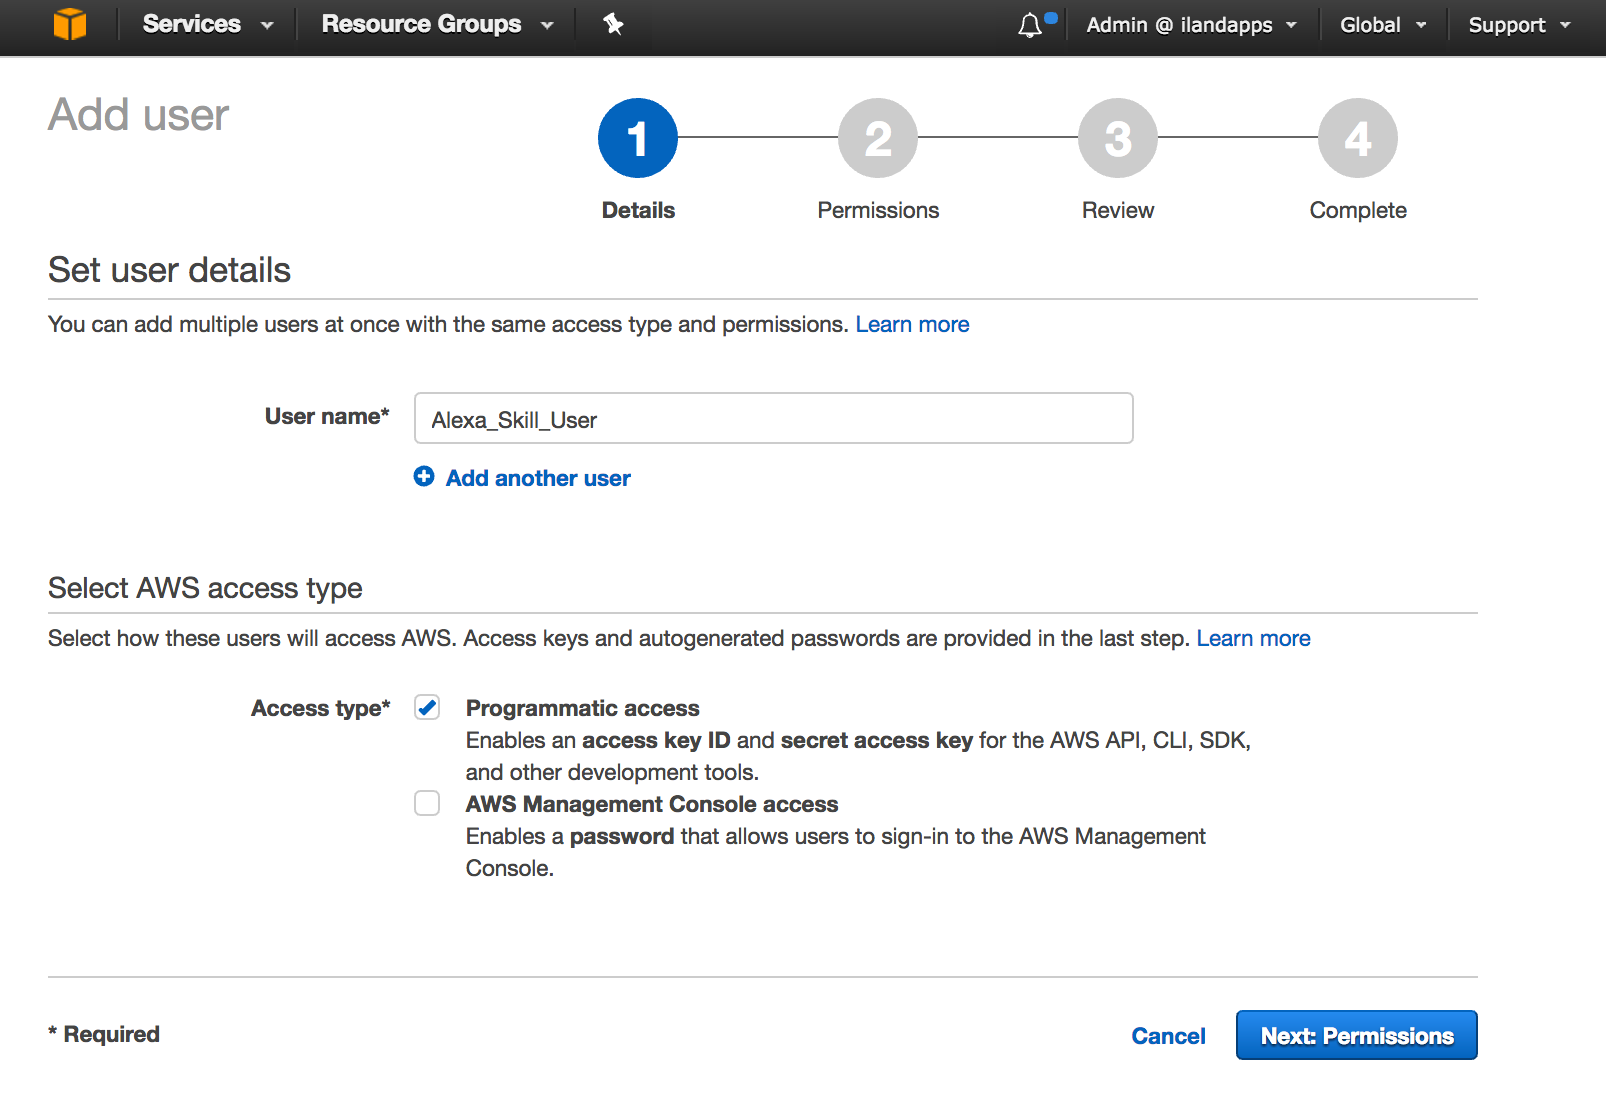 Services Resource Groups Admin @ ilandapps Global Support
Add user
1 2 3 4
Details Permissions Review Complete
Set user details
You can add multiple users at once with the same access type and permissions. Learn more
User name* Alexa_Skill_User
Add another user
Select AWS access type
Select how these users will access AWS. Access keys and autogenerated passwords are provided in the last step. Learn more
Access type* Programmatic access
Enables an access key ID and secret access key for the AWS API, CLI, SDK,
and other development tools.
AWS Management Console access
Enables a password that allows users to sign-in to the AWS Management
Console.
* Required Cancel Next: Permissions